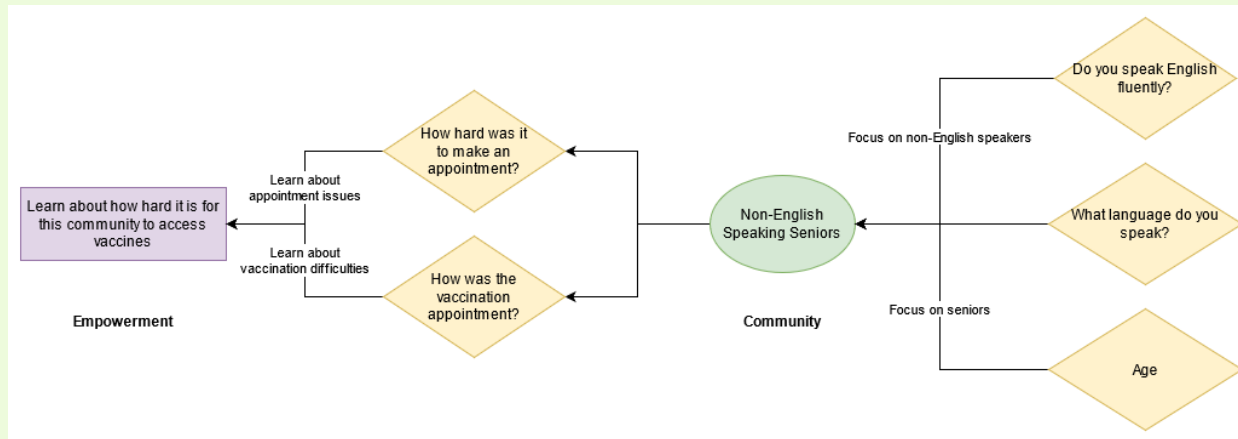 Do you speak English
fluently?
How hard was it
to make an
appointment?
Focus on non-English speakers
Learn about
appointment issues
Learn about how hard it is for
this community to access
vaccines
Non-English
Speaking Seniors
What language do you
speak?
Learn about
vaccination difficulties
How was the
vaccination
appointment?
Focus on seniors
Empowerment
Community
Age